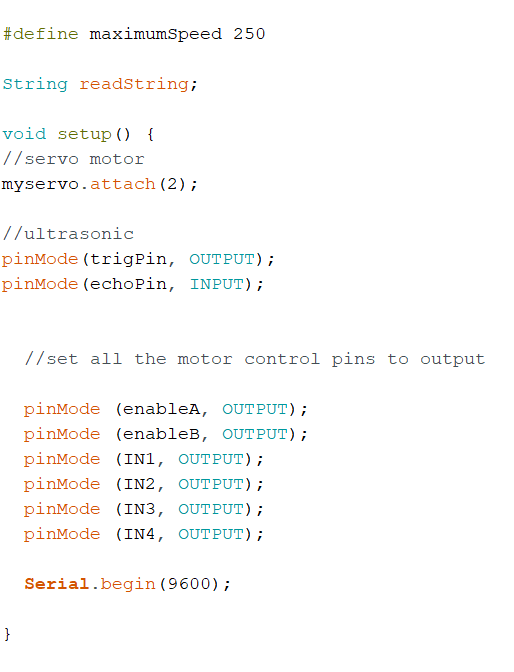 #define maximumSpeed 250
String readString;
void setup() {
//servo motor
myservo.attach(2);
//ultrasonic
pinMode(trigPin, OUTPUT);
pinMode(echoPin, INPUT);
//set all the motor control pins to output
pinMode (enableA, OUTPUT);
pinMode (enableB, OUTPUT);
pinMode (IN1, OUTPUT);
pinMode (IN2, OUTPUT);
pinMode (IN3, OUTPUT);
pinMode (IN4, OUTPUT);
Serial.begin(9600);
}